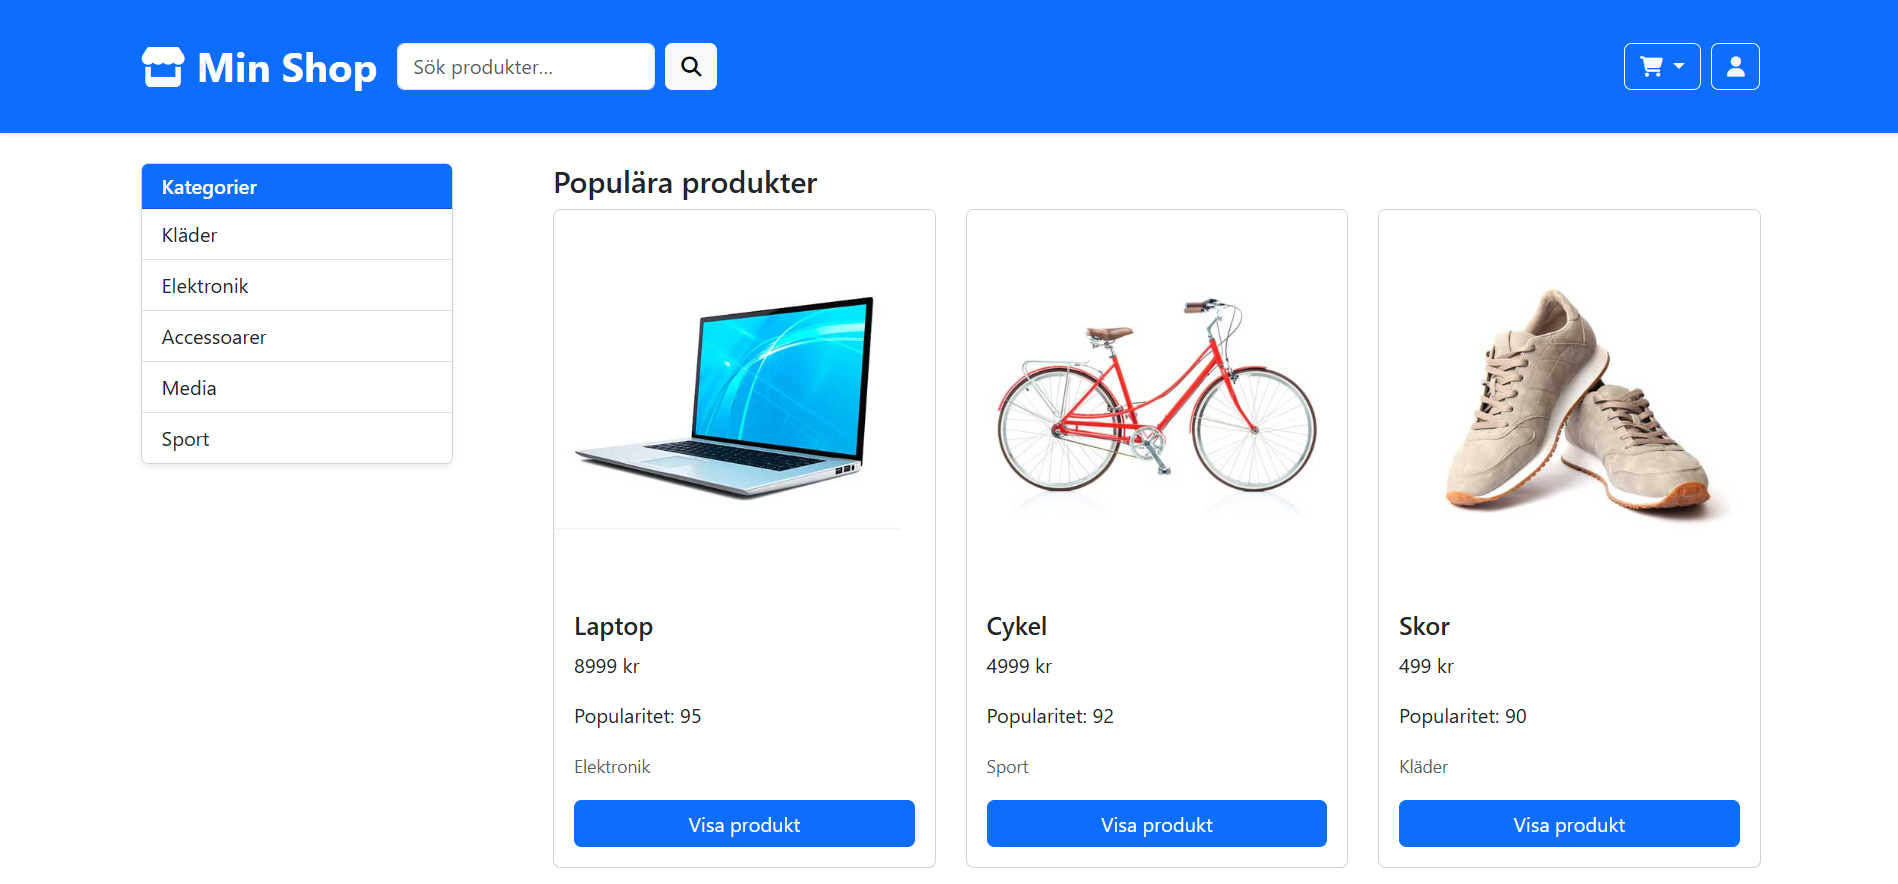 Min Shop
Sök produkter...
Kategorier
Kläder
Elektronik
Accessoarer
Media
Sport
Populära produkter
Laptop
8999 kr
Popularitet: 95
Elektronik
Visa produkt
Cykel
4999 kr
Popularitet: 92
Sport
Visa produkt
Skor
499 kr
Popularitet: 90
Kläder
Visa produkt